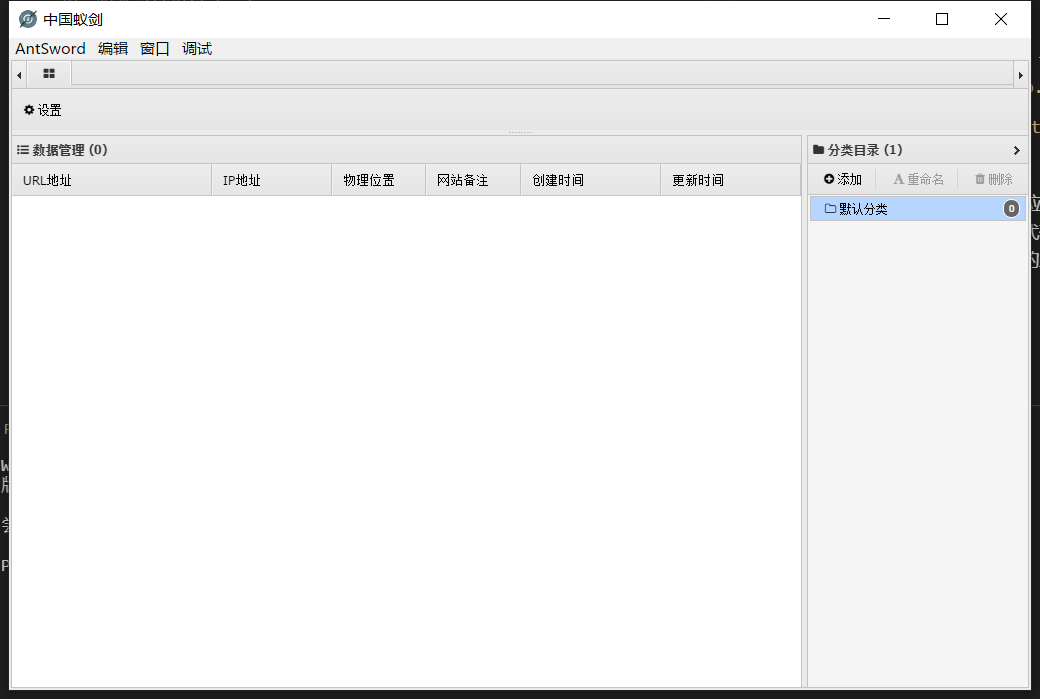 中国蚁剑
AntSword 编辑 窗口 调试
设置
数据管理 (0)
URL地址 IP地址 物理位置 网站备注 创建时间 更新时间
分类目录 (1)
添加 重命名 删除
默认分类 0